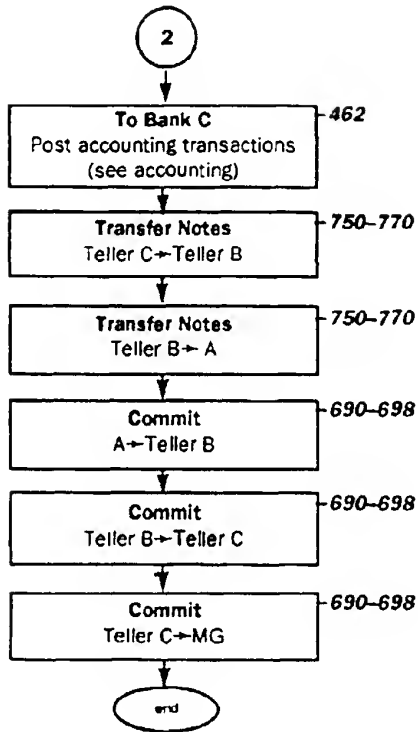 2
To Bank C
462
Post accounting transactions
(see accounting)
Transfer Notes
750-770
Teller C→Teller B
Transfer Notes
750-770
Teller B→ A
Commit
690-698
A→Teller B
Commit
690-698
Teller B→Teller C
Commit
690-698
Teller C→MG
end